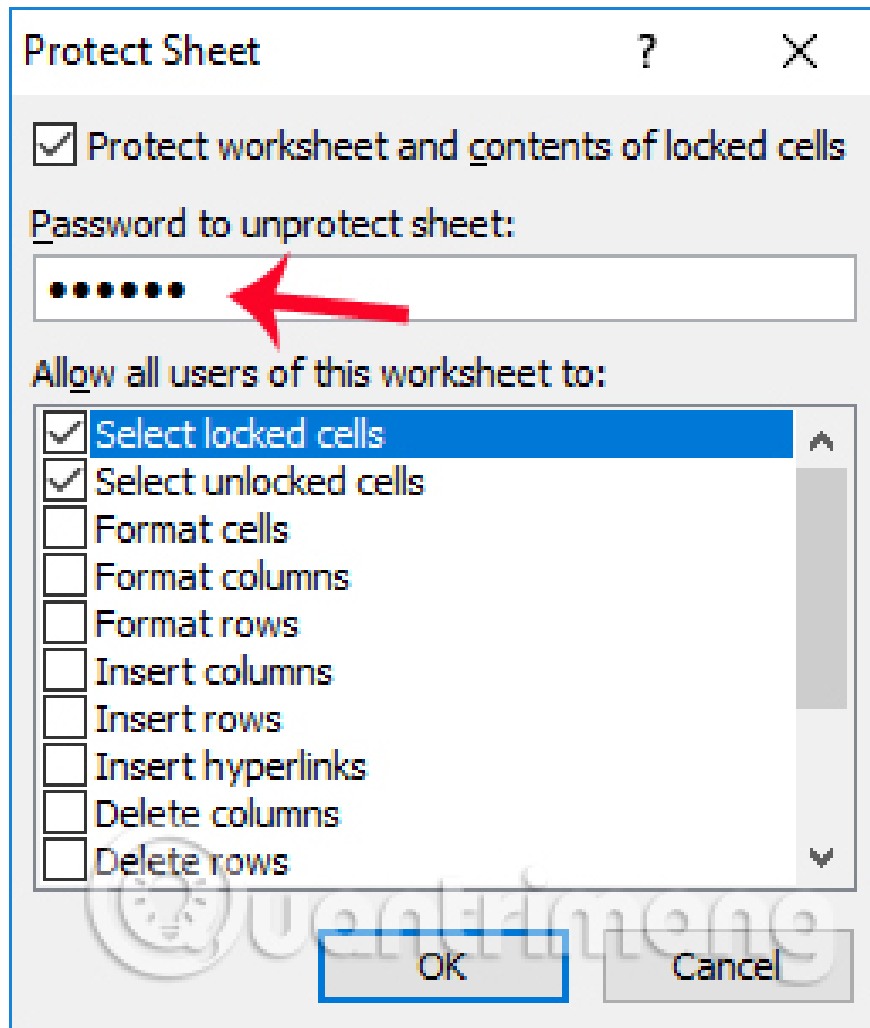 Protect Sheet ?
Protect worksheet and contents of locked cells
Password to unprotect sheet:
••••••
Allow all users of this worksheet to:
Select locked cells
Select unlocked cells
Format cells
Format columns
Format rows
Insert columns
Insert rows
Insert hyperlinks
Delete columns
Delete rows
Quantrimang
OK Cancel